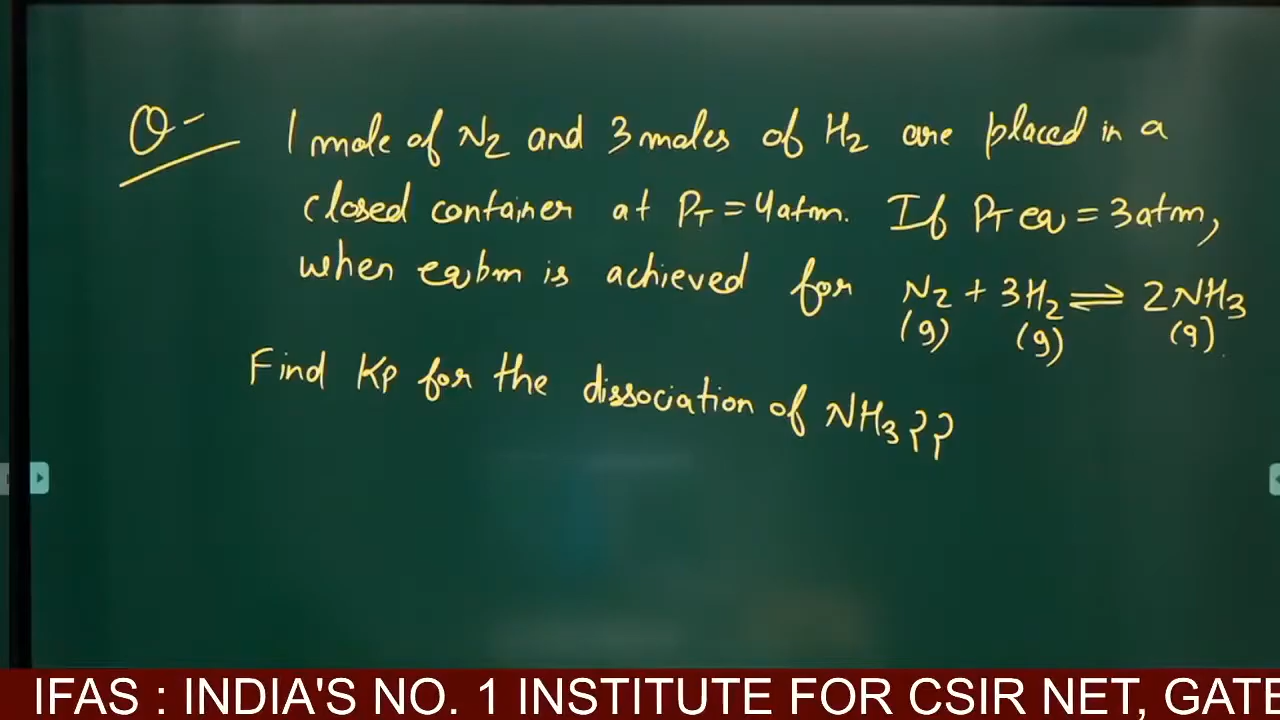 Q- 1 mole of N2 and 3 moles of H2 are placed in a
closed container at PT = 4atm. If PT eq = 3atm,
when eqbm is achieved for N2 + 3H2 ⇌ 2NH3
(g) (g) (g).
Find Kp for the dissociation of NH3??
IFAS : INDIA'S NO. 1 INSTITUTE FOR CSIR NET, GATE